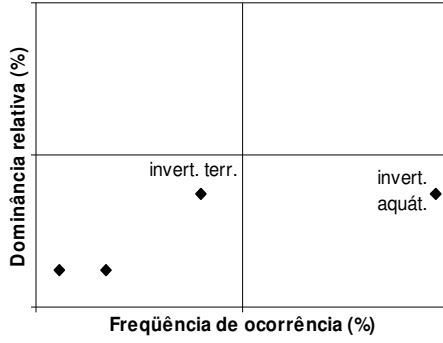 Dominância relativa (%)
invert. terr.
invert.
aquát.
Freqüência de ocorrência (%)